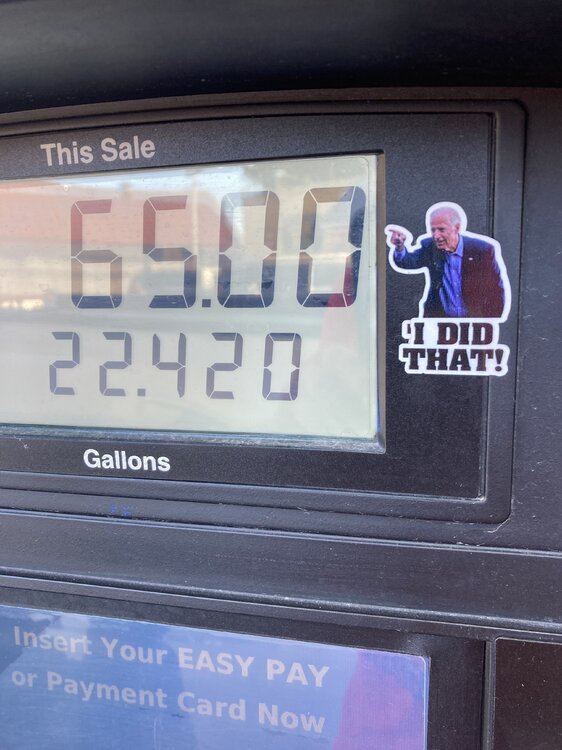 This Sale
65.00
22.420
Gallons
'I DID
THAT!
Insert Your EASY PAY
or Payment Card Now